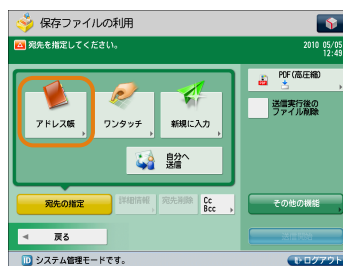 保存ファイルの利用
宛先を指定してください。
2010 05/05
12:49
アドレス帳
ワンタッチ
新規に入力
自分へ
送信
PDF(高圧縮)
送信実行後の
ファイル削除
宛先の指定
詳細情報
宛先削除
Cc
Bcc
その他の機能
戻る
ID システム管理モードです。
ログアウト